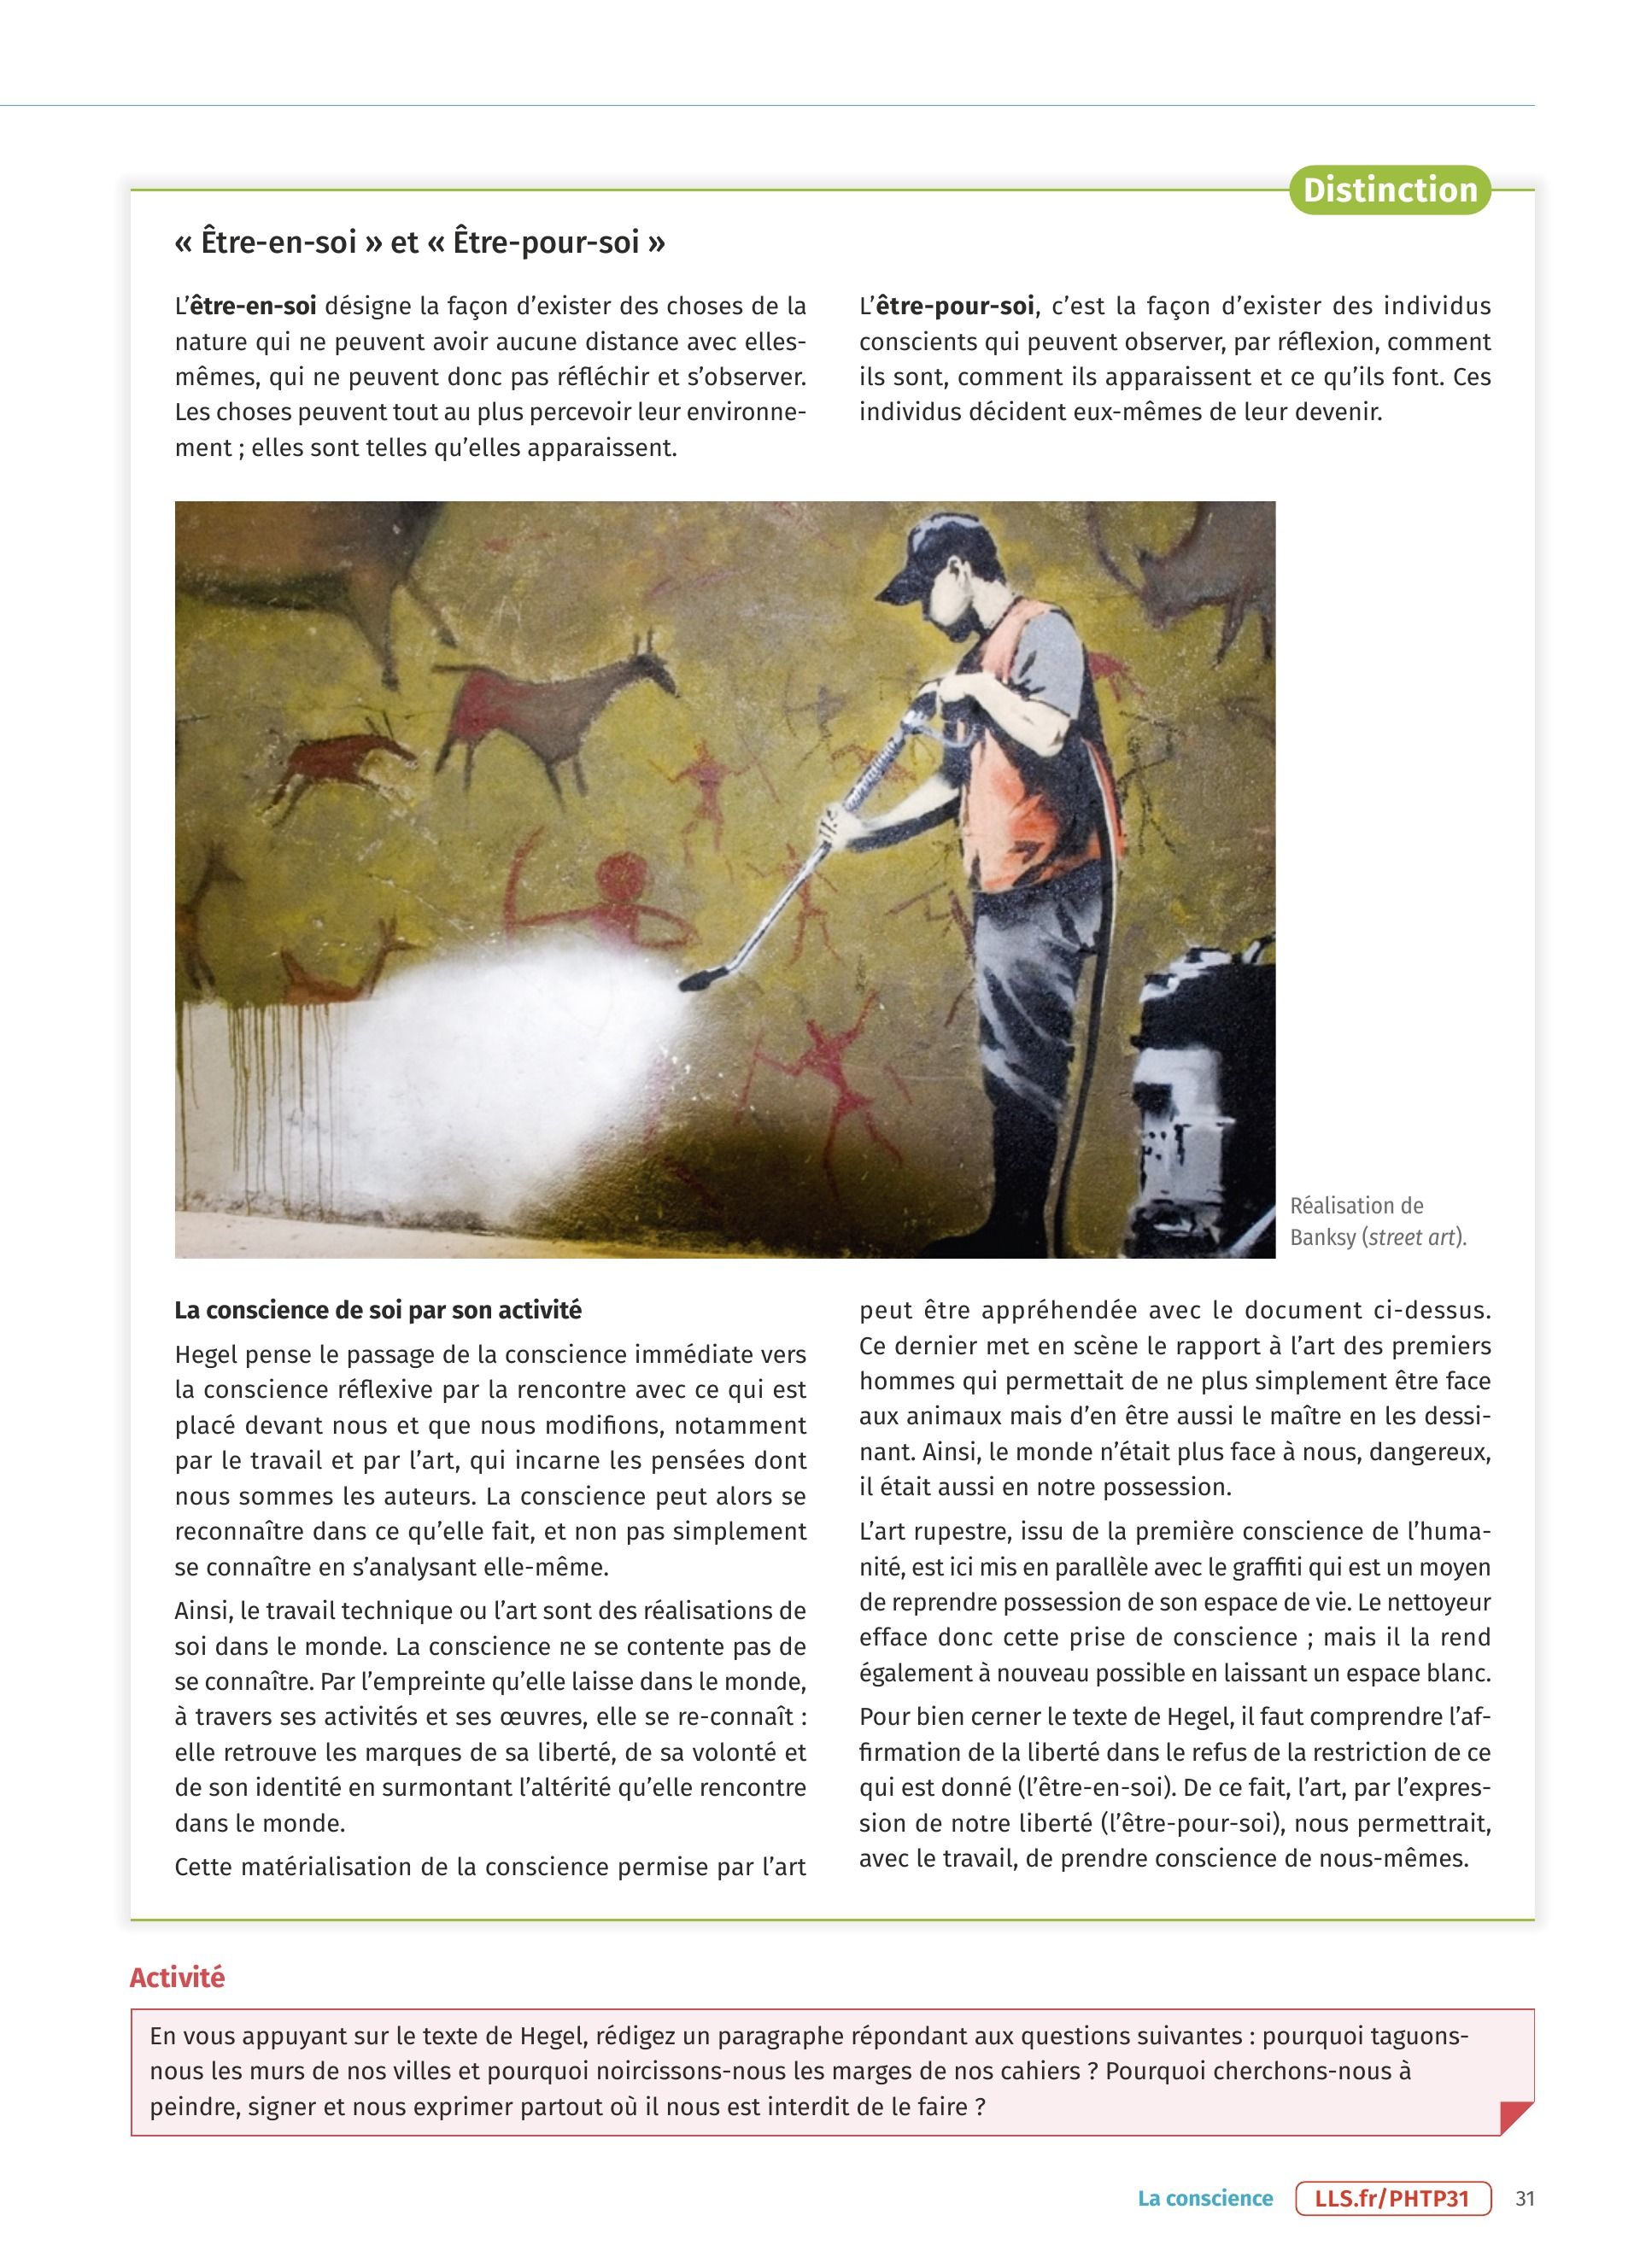 Distinction
« Être-en-soi » et « Être-pour-soi »
L’être-en-soi désigne la façon d’exister des choses de la
nature qui ne peuvent avoir aucune distance avec elles-
mêmes, qui ne peuvent donc pas réfléchir et s’observer.
Les choses peuvent tout au plus percevoir leur environne-
ment ; elles sont telles qu’elles apparaissent.
L’être-pour-soi, c’est la façon d’exister des individus
conscients qui peuvent observer, par réflexion, comment
ils sont, comment ils apparaissent et ce qu’ils font. Ces
individus décident eux-mêmes de leur devenir.
Réalisation de
Banksy (street art).
La conscience de soi par son activité
Hegel pense le passage de la conscience immédiate vers
la conscience réflexive par la rencontre avec ce qui est
placé devant nous et que nous modifions, notamment
par le travail et par l’art, qui incarne les pensées dont
nous sommes les auteurs. La conscience peut alors se
reconnaître dans ce qu’elle fait, et non pas simplement
se connaître en s’analysant elle-même.
Ainsi, le travail technique ou l’art sont des réalisations de
soi dans le monde. La conscience ne se contente pas de
se connaître. Par l’empreinte qu’elle laisse dans le monde,
à travers ses activités et ses œuvres, elle se re-connaît :
elle retrouve les marques de sa liberté, de sa volonté et
de son identité en surmontant l’altérité qu’elle rencontre
dans le monde.
Cette matérialisation de la conscience permise par l’art
peut être appréhendée avec le document ci-dessus.
Ce dernier met en scène le rapport à l’art des premiers
hommes qui permettait de ne plus simplement être face
aux animaux mais d’en être aussi le maître en les dessi-
nant. Ainsi, le monde n’était plus face à nous, dangereux,
il était aussi en notre possession.
L’art rupestre, issu de la première conscience de l’huma-
nité, est ici mis en parallèle avec le graffiti qui est un moyen
de reprendre possession de son espace de vie. Le nettoyeur
efface donc cette prise de conscience ; mais il la rend
également à nouveau possible en laissant un espace blanc.
Pour bien cerner le texte de Hegel, il faut comprendre l’af-
firmation de la liberté dans le refus de la restriction de ce
qui est donné (l’être-en-soi). De ce fait, l’art, par l’expres-
sion de notre liberté (l’être-pour-soi), nous permettrait,
avec le travail, de prendre conscience de nous-mêmes.
Activité
En vous appuyant sur le texte de Hegel, rédigez un paragraphe répondant aux questions suivantes : pourquoi taguons-
nous les murs de nos villes et pourquoi noircissons-nous les marges de nos cahiers ? Pourquoi cherchons-nous à
peindre, signer et nous exprimer partout où il nous est interdit de le faire ?
La conscience LLS.fr/PHTP31 31